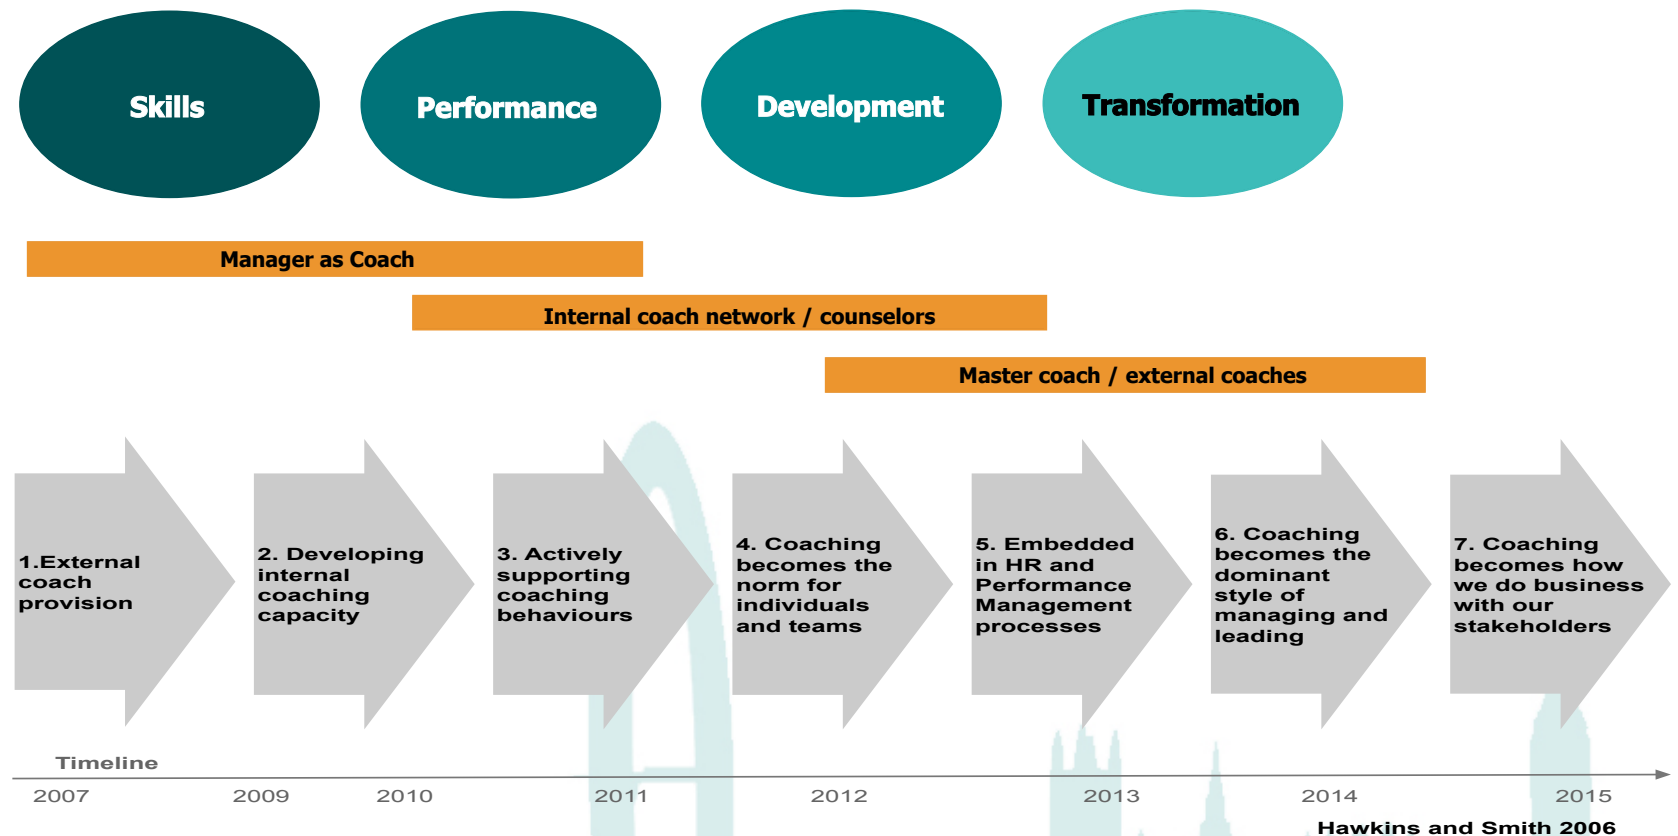 Skills
Performance
Development
Transformation
Manager as Coach
Internal coach network / counselors
Master coach / external coaches
1.External
coach
provision
2. Developing
internal
coaching
capacity
3. Actively
supporting
coaching
behaviours
4. Coaching
becomes the
norm for
individuals
and teams
5. Embedded
in HR and
Performance
Management
processes
6. Coaching
becomes the
dominant
style of
managing and
leading
7. Coaching
becomes how
we do business
with our
stakeholders
Timeline
2007 2009 2010 2011 2012 2013 2014 2015
Hawkins and Smith 2006